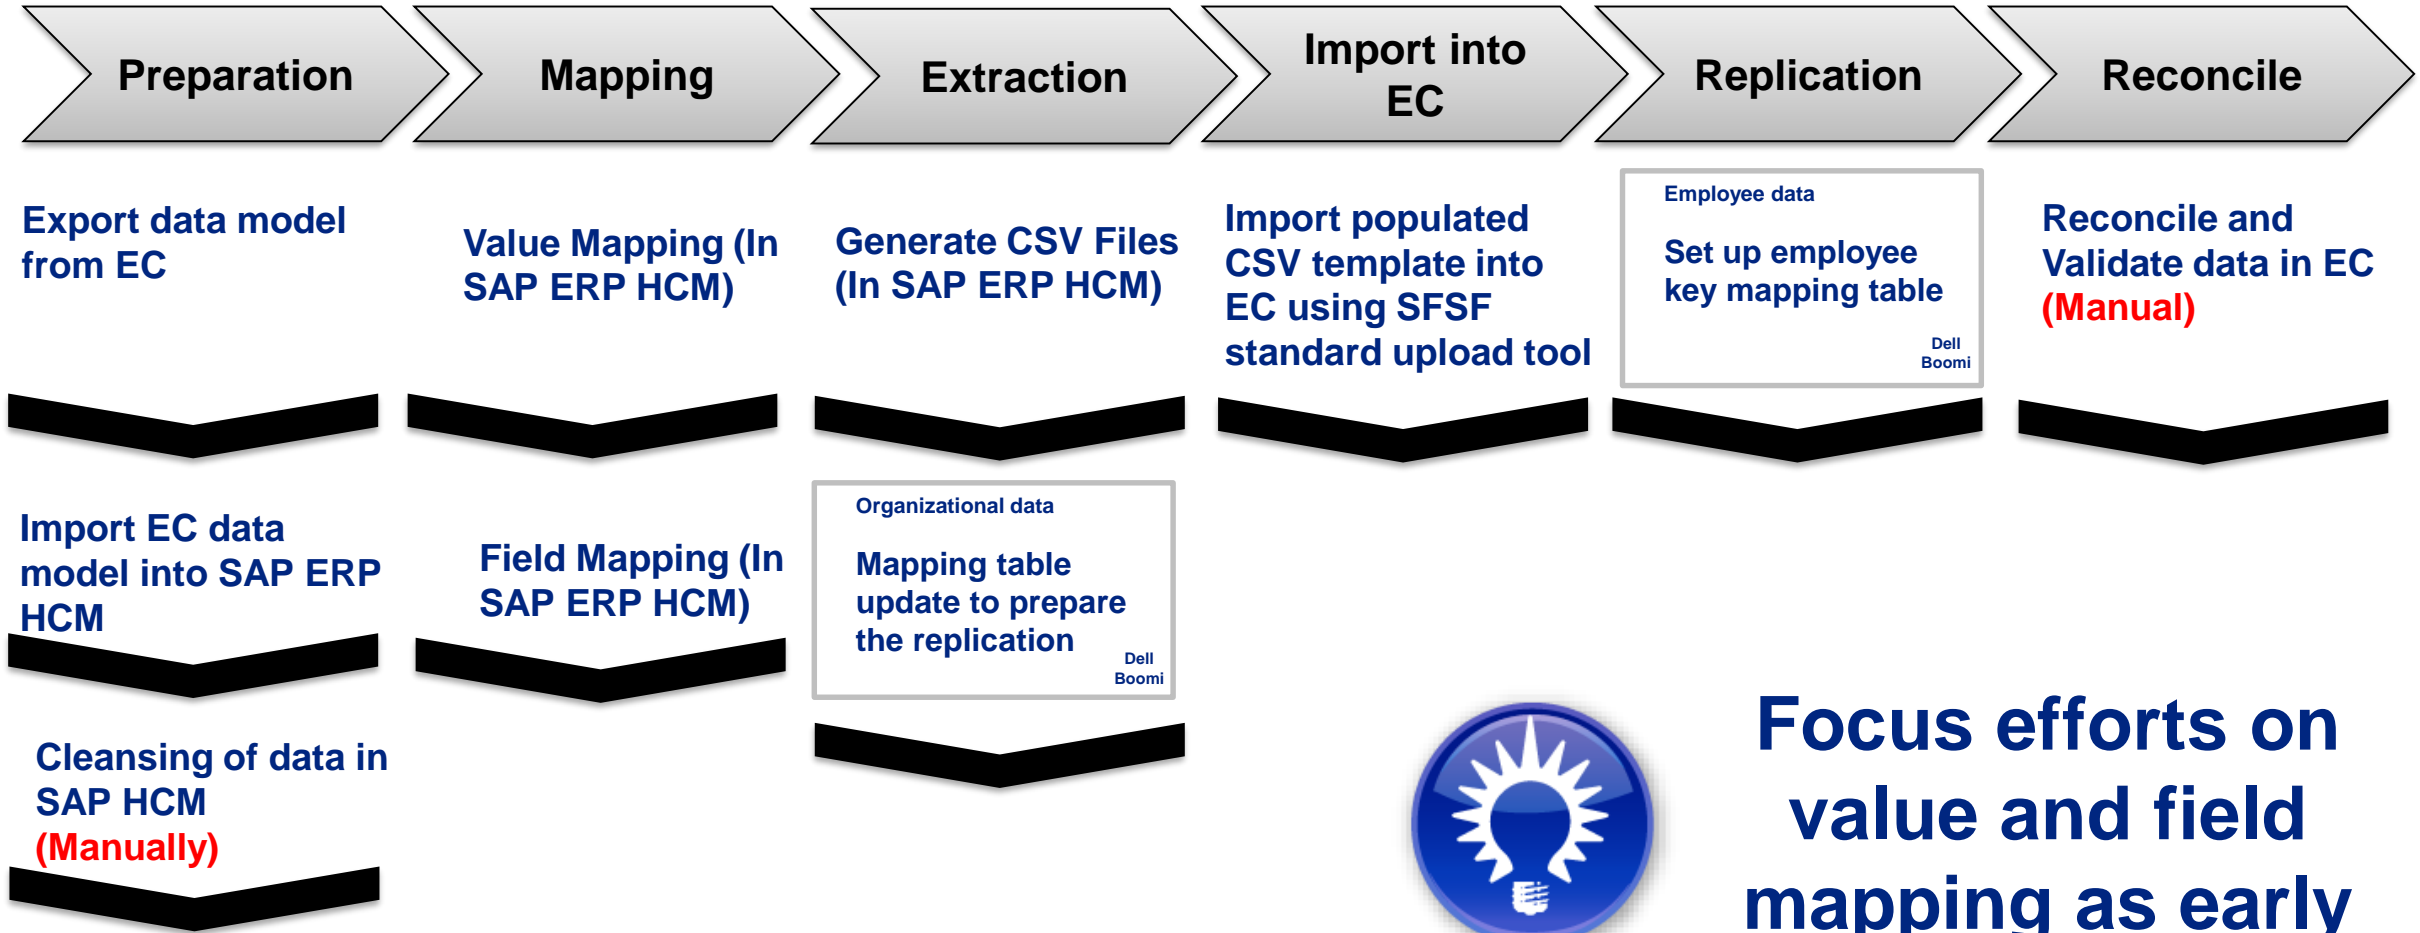 Preparation
Mapping
Extraction
Import into
EC
Replication
Reconcile
Export data model
from EC
Value Mapping (In
SAP ERP HCM)
Generate CSV Files
(In SAP ERP HCM)
Import populated
CSV template into
EC using SFSF
standard upload tool
Employee data
Set up employee
key mapping table
Dell
Boomi
Reconcile and
Validate data in EC
(Manual)
Import EC data
model into SAP ERP
HCM
Field Mapping (In
SAP ERP HCM)
Organizational data
Mapping table
update to prepare
the replication
Dell
Boomi
Cleansing of data in
SAP HCM
(Manually)
Focus efforts on
value and field
mapping as early